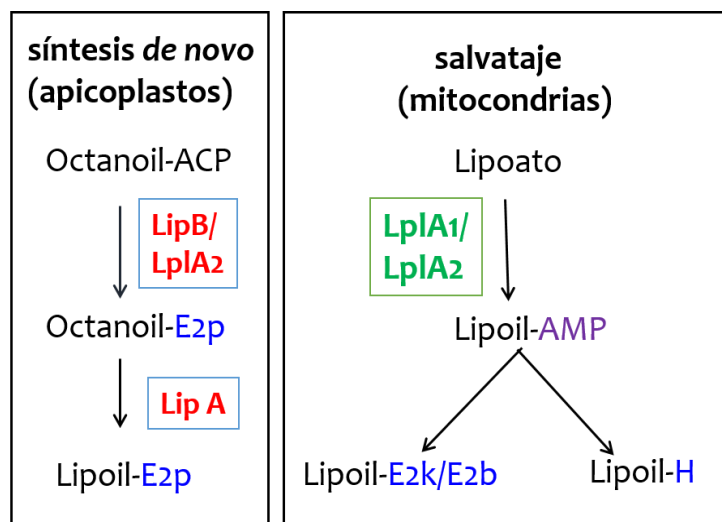 síntesis de novo
(apicoplastos)
Octanoil-ACP
LipB/
LplA2
Octanoil-E2p
Lip A
Lipoil-E2p
salvataje
(mitocondrias)
Lipoato
LplA1/
LplA2
Lipoil-AMP
Lipoil-E2k/E2b
Lipoil-H